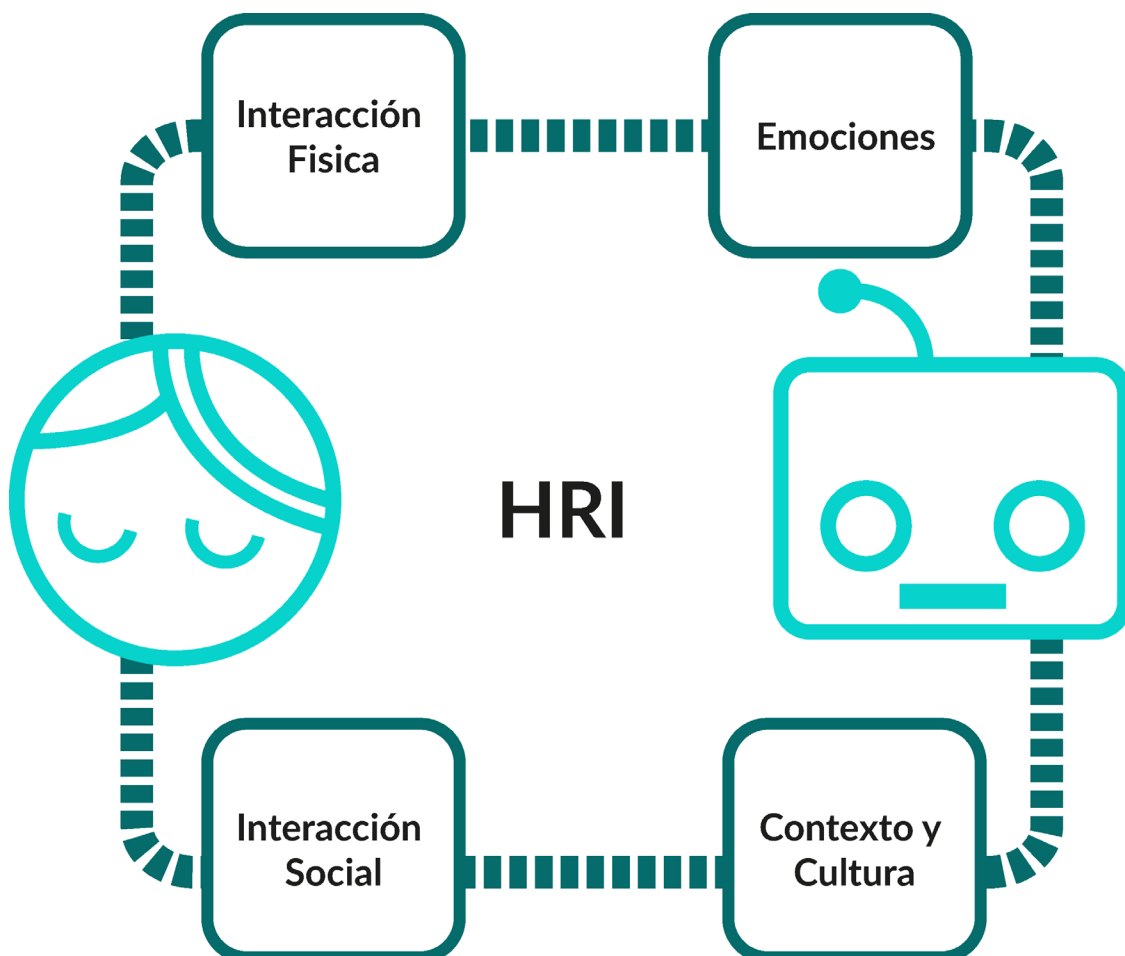 Interacción
Fisica
Emociones
HRI
Interacción
Social
Contexto y
Cultura